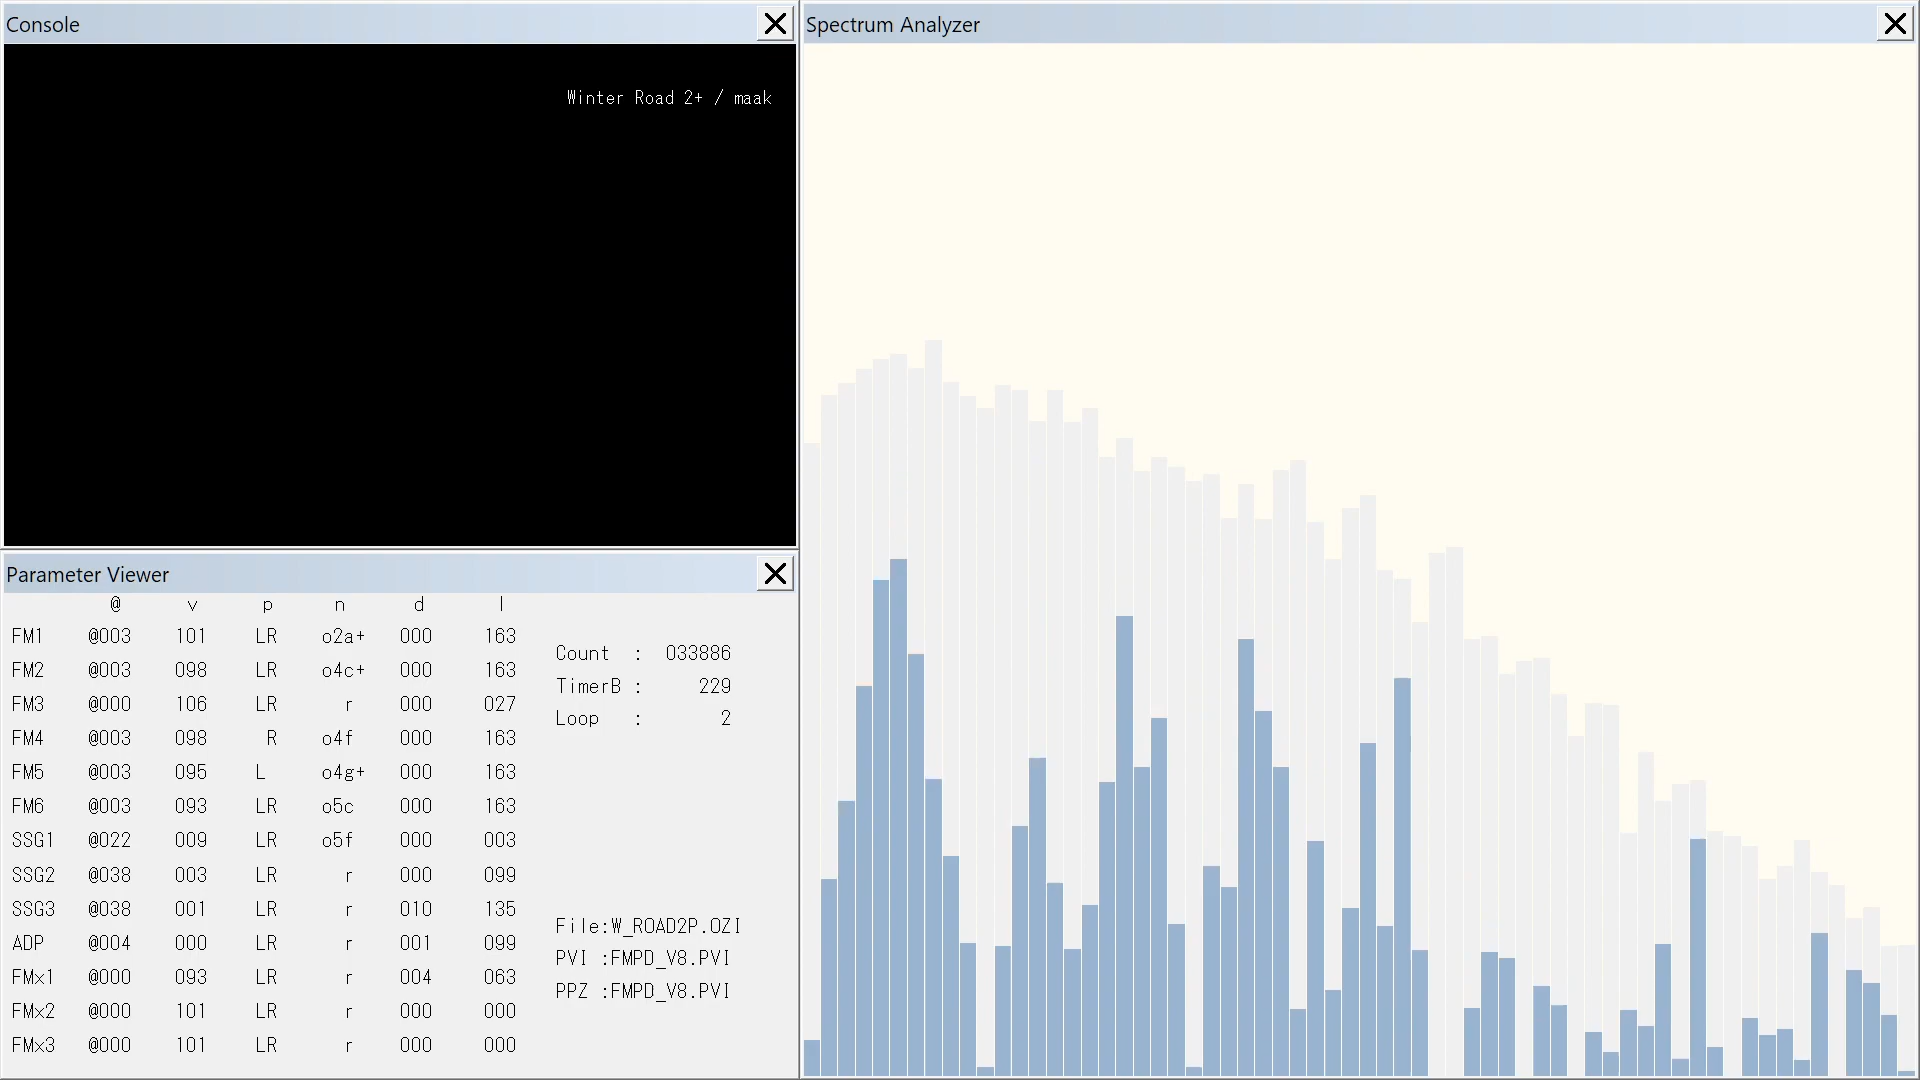 Console
Winter Road 2+ / maak
Spectrum Analyzer
Parameter Viewer
@ v p n d l
FM1 @003 101 LR o2a+ 000 163
FM2 @003 098 LR o4c+ 000 163
FM3 @000 106 LR r 000 027
FM4 @003 098 R o4f 000 163
FM5 @003 095 L o4g+ 000 163
FM6 @003 093 LR o5c 000 163
SSG1 @022 009 LR o5f 000 003
SSG2 @038 003 LR r 000 099
SSG3 @038 001 LR r 010 135
ADP @004 000 LR r 001 099
FMx1 @000 093 LR r 004 063
FMx2 @000 101 LR r 000 000
FMx3 @000 101 LR r 000 000
Count : 033886
TimerB : 229
Loop : 2
File:W_ROAD2P.OZI
PVI :FMPD_V8.PVI
PPZ :FMPD_V8.PVI